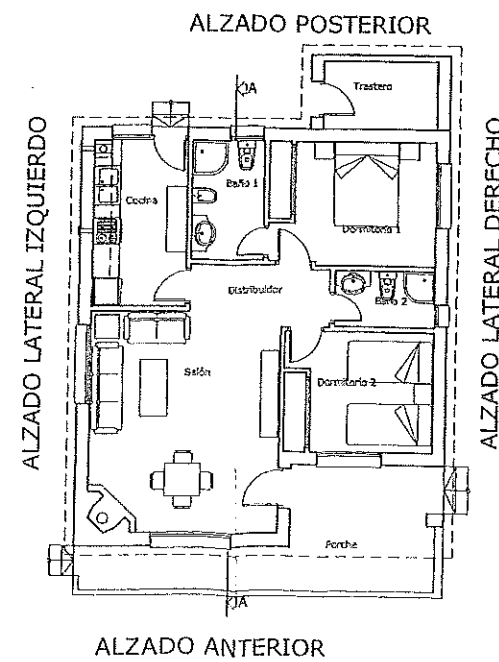 ALZADO POSTERIOR
A
Trastero
ALZADO LATERAL IZQUIERDO
ALZADO LATERAL DERECHO
Baño 1
Cocina
Dormitorio 1
Distribuidor
Baño 2
Salón
Dormitorio 2
Porche
A
ALZADO ANTERIOR